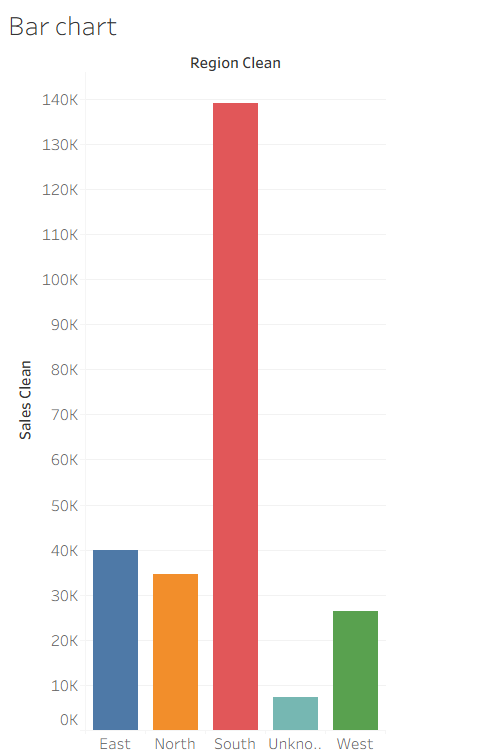 Bar chart
Region Clean
140K
130K
120K
110K
100K
90K
80K
70K
60K
50K
40K
30K
20K
10K
0K
Sales Clean
East North South Unkno.. West